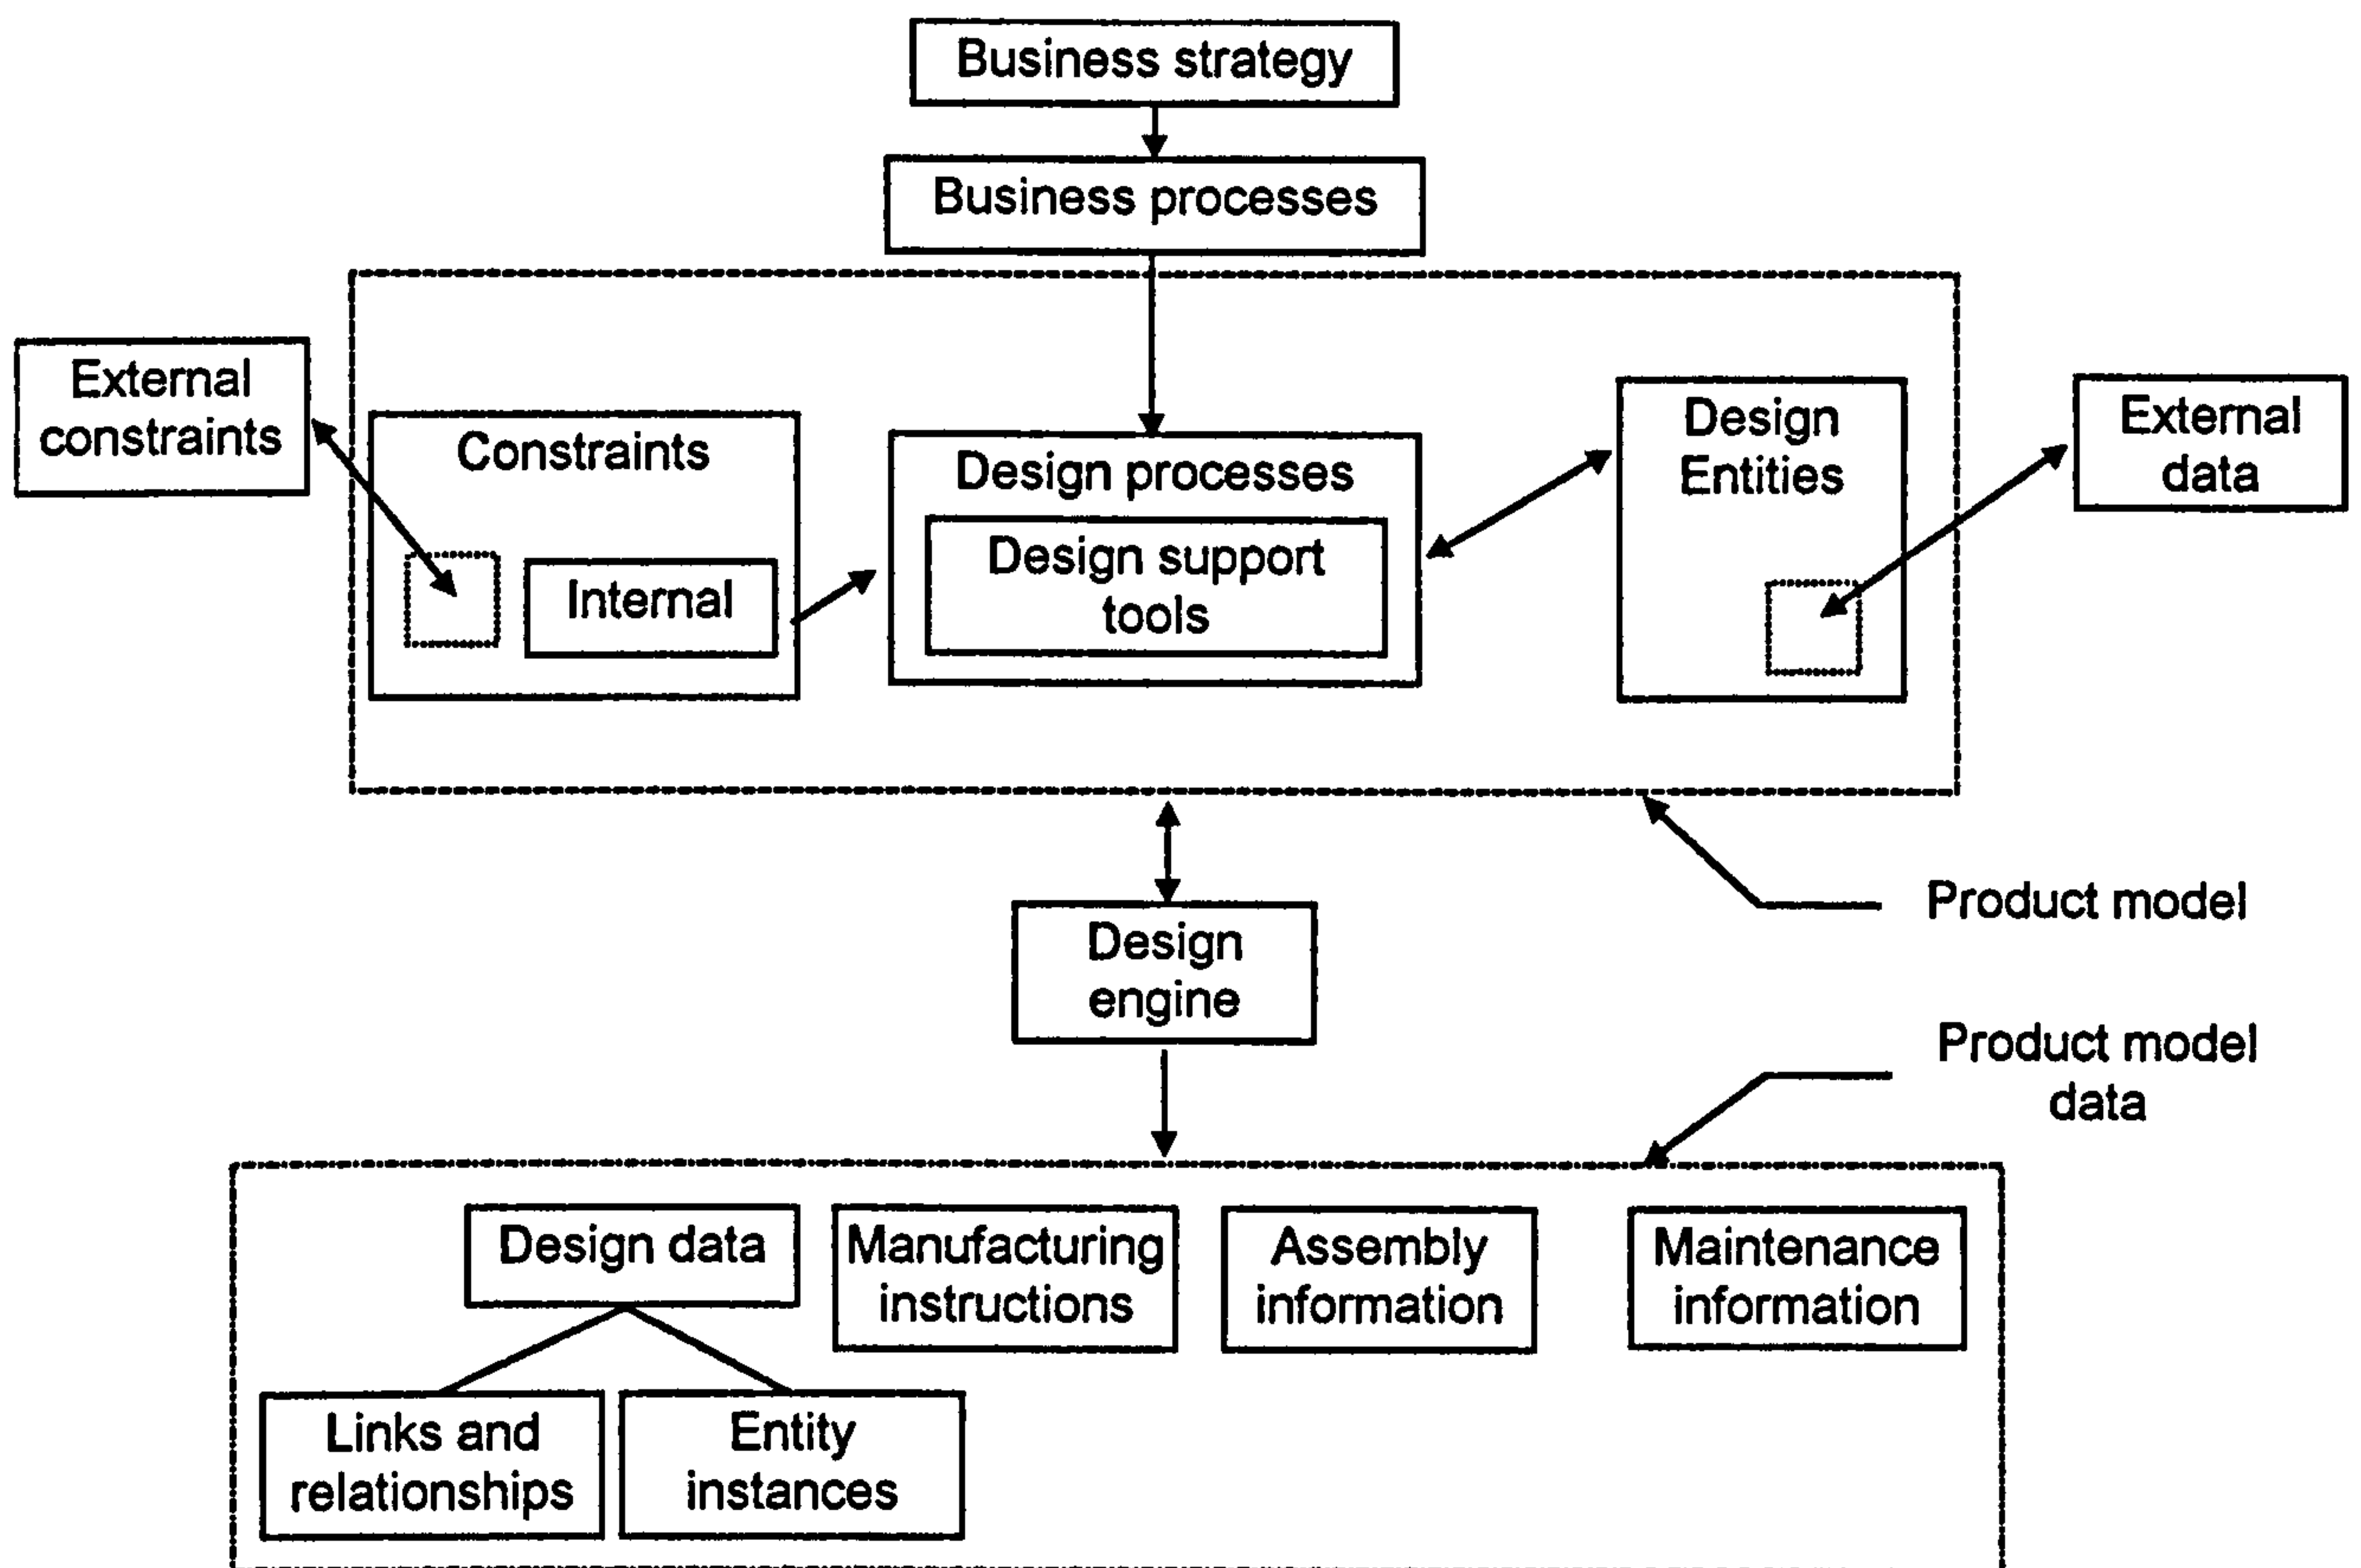 Business strategy
Business processes
External
constraints
Constraints
Internal
Design processes
Design support
tools
Design
Entities
External
data
Product model
Design
engine
Product model
data
Design data
Manufacturing
instructions
Assembly
information
Maintenance
information
Links and
relationships
Entity
instances